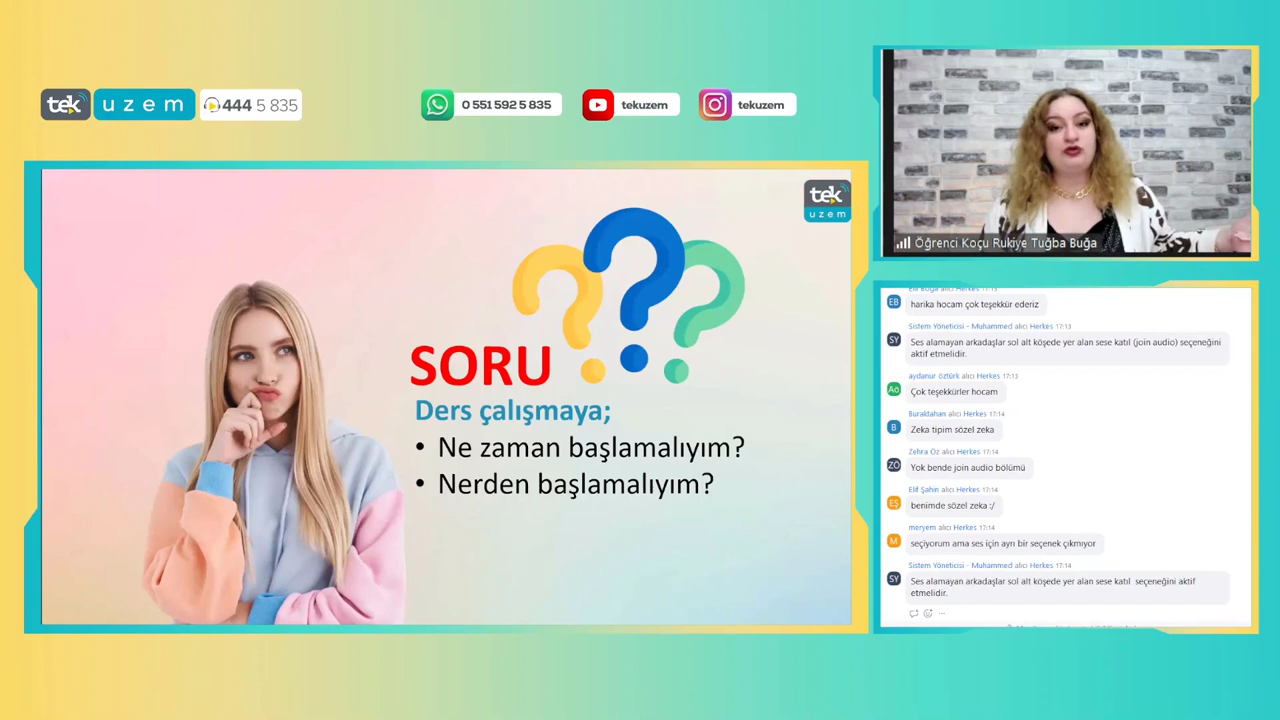 tek uzem 444 5 835
0 551 592 5 835
tekuzem
tekuzem
tek
uzem
SORU
Ders çalışmaya;
• Ne zaman başlamalıyım?
• Nerden başlamalıyım?
Öğrenci Koçu Rukiye Tuğba Buğa
EB
harika hocam çok teşekkür ederiz
Sistem Yöneticisi - Muhammed alıcı Herkes 17:13
SY
Ses alamayan arkadaşlar sol alt köşede yer alan sese katıl (join audio) seçeneğini
aktif etmelidir.
aydanur öztürk alıcı Herkes 17:13
AÖ
Çok teşekkürler hocam
Buraktahan alıcı Herkes 17:14
B
Zeka tipim sözel zeka
Zehra Öz alıcı Herkes 17:14
ZÖ
Yok bende join audio bölümü
Elif Şahin alıcı Herkes 17:14
EŞ
benimde sözel zeka :/
meryem alıcı Herkes 17:14
M
seçiyorum ama ses için ayrı bir seçenek çıkmıyor
Sistem Yöneticisi - Muhammed alıcı Herkes 17:14
SY
Ses alamayan arkadaşlar sol alt köşede yer alan sese katıl seçeneğini aktif
etmelidir.